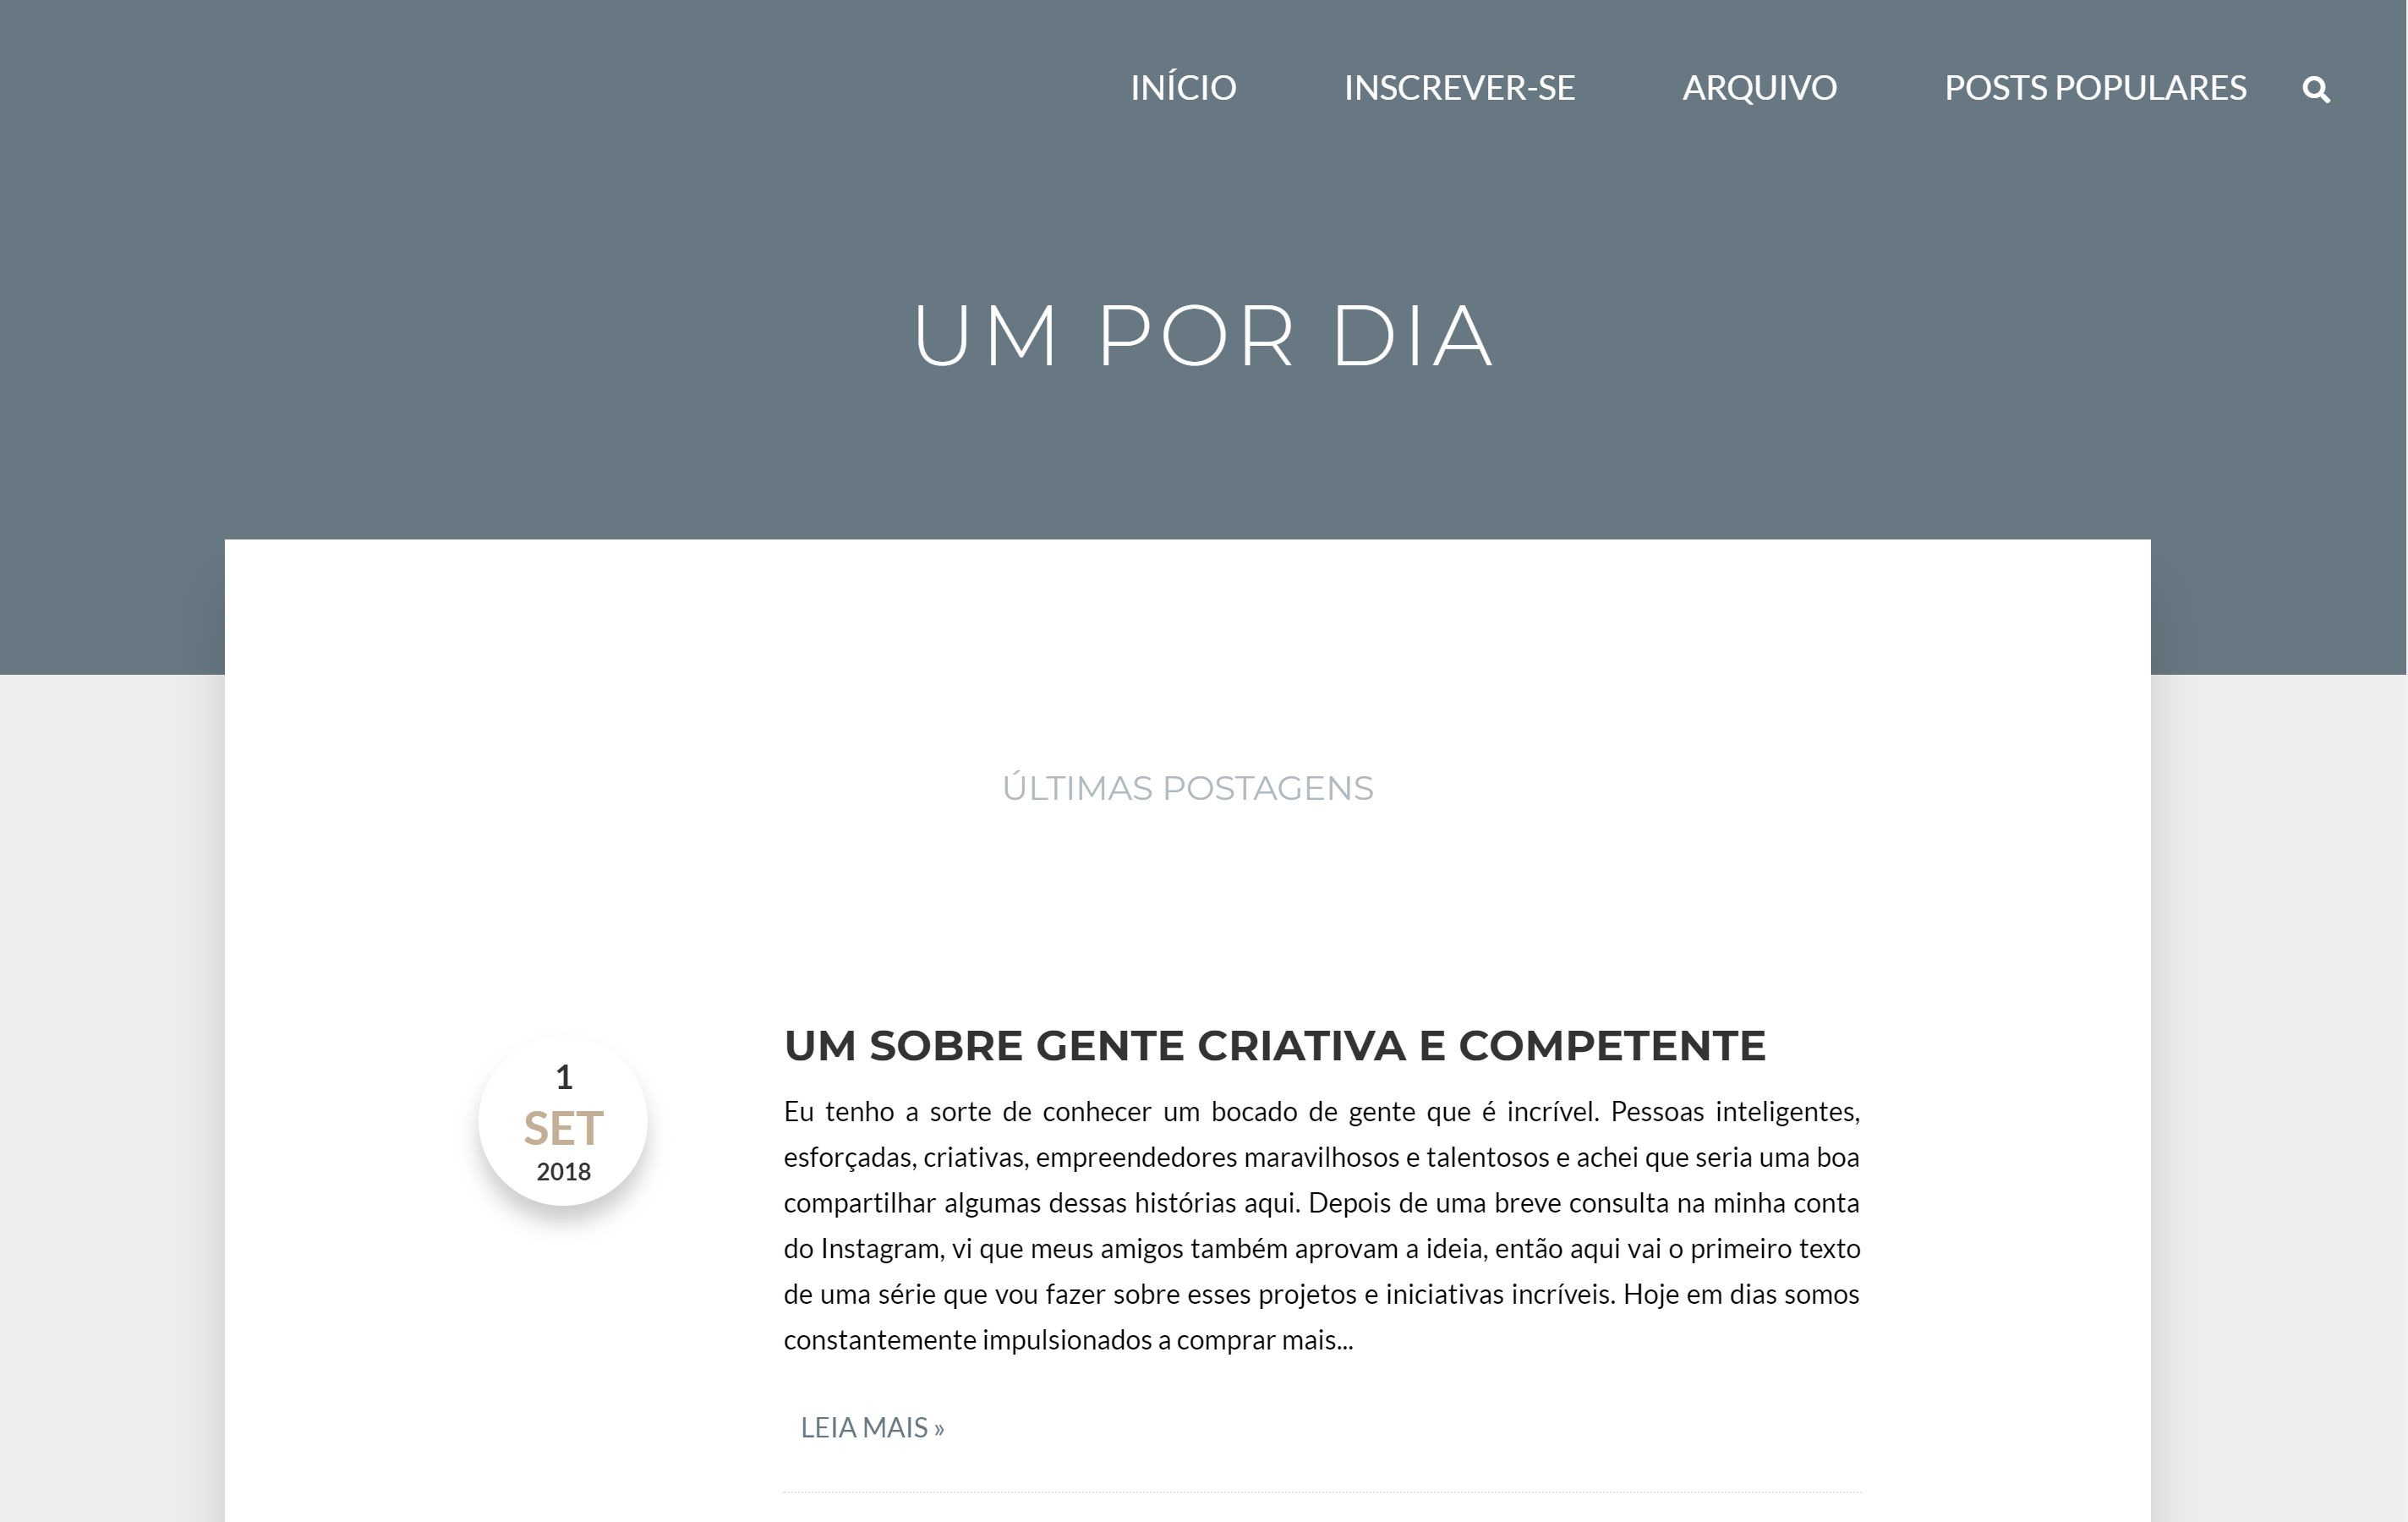 INÍCIO INSCREVER-SE ARQUIVO POSTS POPULARES
UM POR DIA
ÚLTIMAS POSTAGENS
1
SET
2018
UM SOBRE GENTE CRIATIVA E COMPETENTE
Eu tenho a sorte de conhecer um bocado de gente que é incrível. Pessoas inteligentes,
esforçadas, criativas, empreendedores maravilhosos e talentosos e achei que seria uma boa
compartilhar algumas dessas histórias aqui. Depois de uma breve consulta na minha conta
do Instagram, vi que meus amigos também aprovam a ideia, então aqui vai o primeiro texto
de uma série que vou fazer sobre esses projetos e iniciativas incríveis. Hoje em dias somos
constantemente impulsionados a comprar mais...
LEIA MAIS »